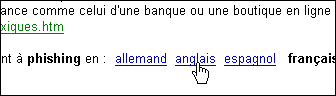 ance comme celui d'une banque ou une boutique en ligne
xiques.htm
nt à phishing en : allemand anglais espagnol français